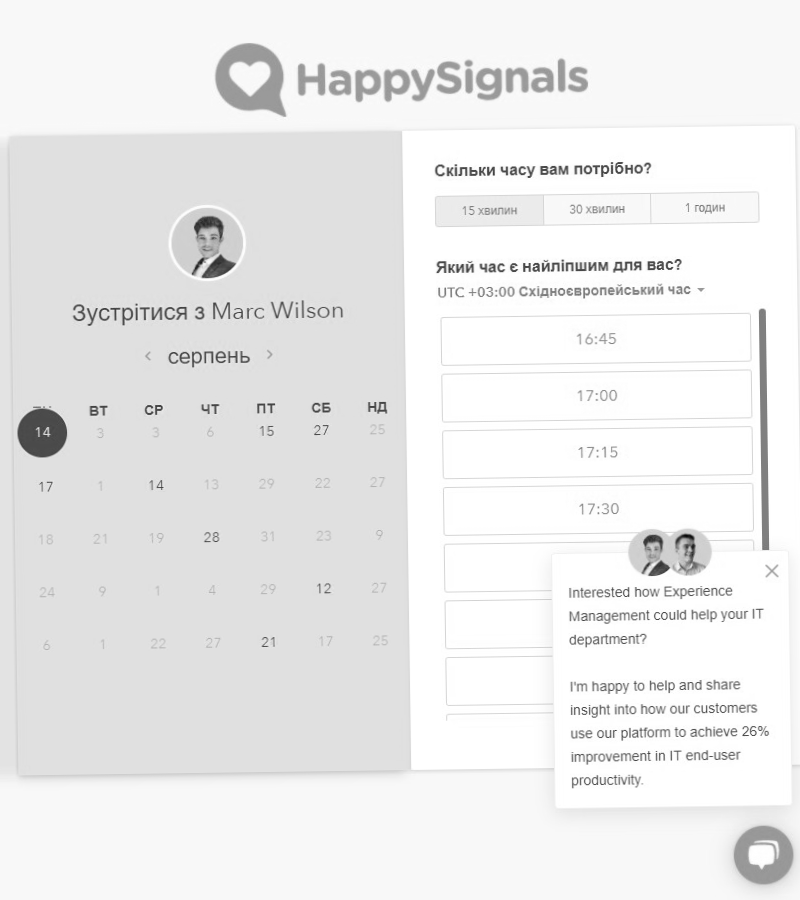 HappySignals
Зустрітися з Marc Wilson
серпень
ВТ СР ЧТ ПТ СБ НД
14 3 3 6 15 27 25
17 1 14 13 29 22 27
18 21 19 28 31 23 9
24 9 1 4 29 12 27
6 1 22 27 21 17 25
Скільки часу вам потрібно?
15 хвилин 30 хвилин 1 годин
Який час є найліпшим для вас?
UTC +03:00 Східноєвропейський час
16:45
17:00
17:15
17:30
Interested how Experience
Management could help your IT
department?
I'm happy to help and share
insight into how our customers
use our platform to achieve 26%
improvement in IT end-user
productivity.